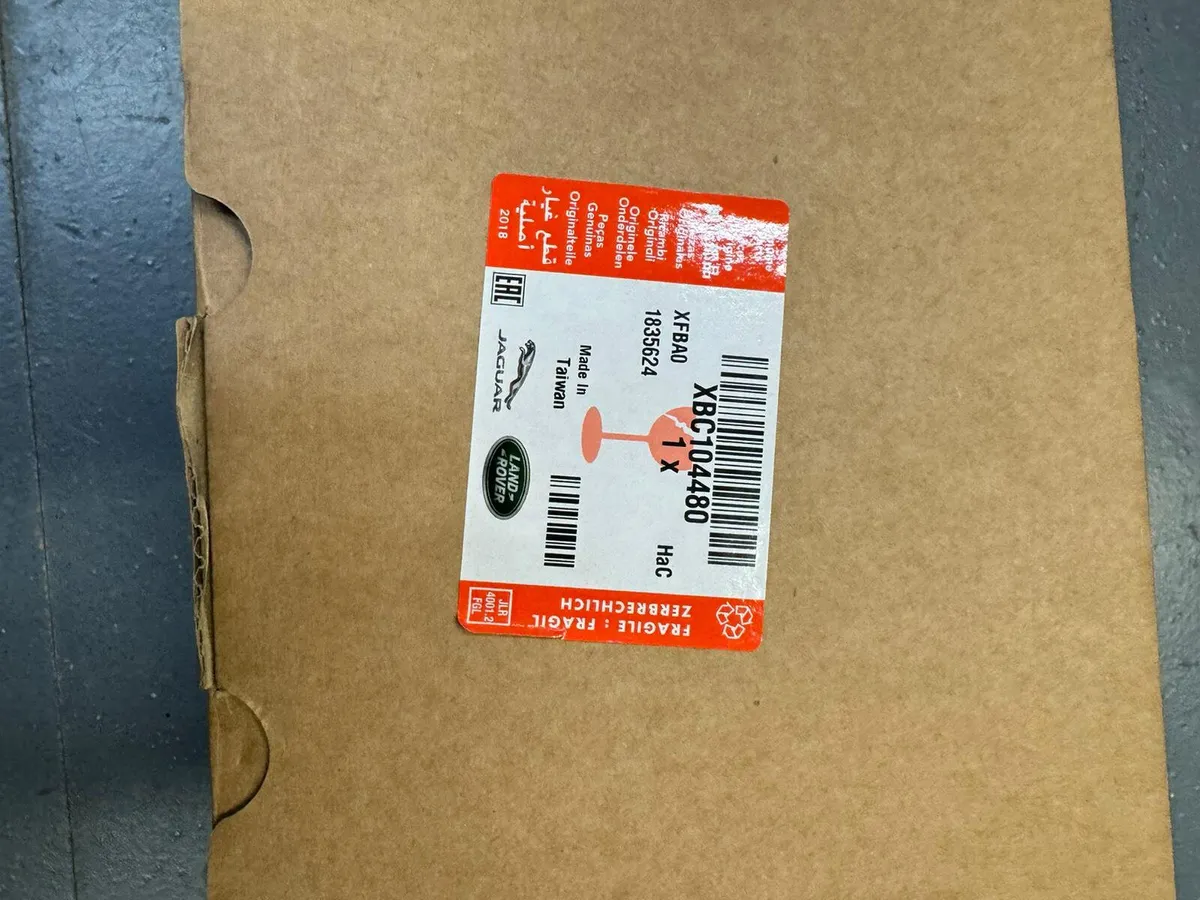 Originales
Ricambi
Originali
Originele
Onderdelen
Peças
Genuínas
Originalteile
قطع غيار
أصلية
2018
XBC104480
XFBA0
1835624
1 x
HaC
Made In
Taiwan
EAC
JAGUAR
LAND
ROVER
FRAGILE : FRAGIL
ZERBRECHLICH
JLR
4001.2
FGL